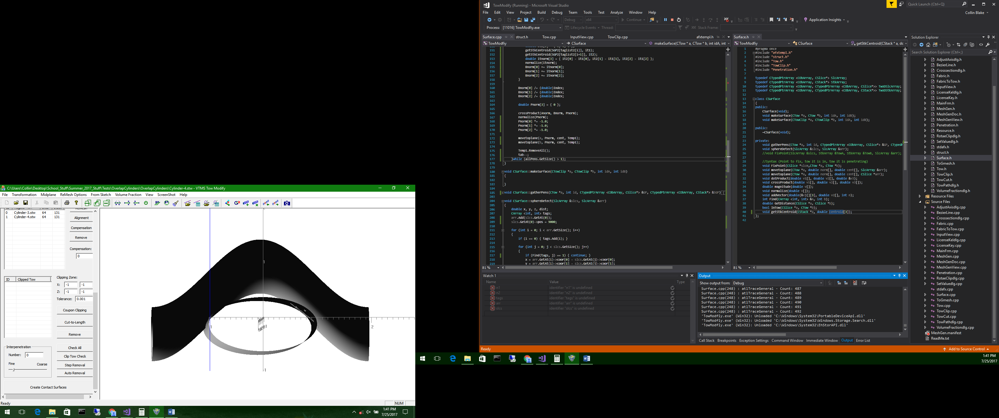 C:\Users\Collin\Desktop\School_Stuff\Summer_2017_Stuff\Tests\OverlapCylinders\OverlapCylinders\Cylinder-4.stw - VTMS Tow Modify
File Transformation Midplane ReMesh Options From Sketch Volume Fraction View ScreenShot Help
0 Cylinder-3.stw 64 131
1 Cylinder-4.stw 64 131
Remesh
Alignment
Compensation
Remove
Compensation:
0
ID Clipped Tow
Clipping Zone:
X: -1 -1
Z: -1 -1
Tolerance: 0.001
Coupon Clipping
Cut-to-Length
Remove
Interpenetration
Number: 0
Fine Coarse
Check All
Clip Tow Check
Step Removal
Auto Removal
Create Contact Surfaces
1
-1
2
-1
Ready
NUM
1:41 PM
7/25/2017
TowModify (Running) - Microsoft Visual Studio
Quick Launch (Ctrl+Q)
File Edit View Project Build Debug Team Tools Test Analyze Window Help
Collin Blake
Debug x64 Continue Application Insights
Process: [11016] TowModfiy.exe Lifecycle Events Thread: Stack Frame:
Surface.cpp struct.h Tow.cpp InputView.cpp TowClip.cpp afxtempl.h
TowModfiy CSurface makeSurface(CTow * a, CTow * b, int idA, int
151 getStkCentroid(SGP2[taglist2[i]], it1);
152 getStkCentroid(SGP2[taglist2[i+1]], it2);
153 double itnorm[3] = { it2[0] - it1[0], it2[1] - it1[1], it2[2] - it1[2] };
154 normalize(itnorm);
155 Bnorm[0] += itnorm[0];
156 Bnorm[1] += itnorm[1];
157 Bnorm[2] += itnorm[2];
158 }
159
160 Bnorm[0] /= (double)Index;
161 Bnorm[1] /= (double)Index;
162 Bnorm[2] /= (double)Index;
163
164 double Pnorm[3] = { 0 };
165
166 crossProduct(Anorm, Bnorm, Pnorm);
167 normalize(Pnorm);
168 Pnorm[0] *= -1.0;
169 Pnorm[1] *= -1.0;
170 Pnorm[2] *= -1.0;
171
172 movetoplane(a, Pnorm, cent, Temp1);
173 movetoplane(b, Pnorm, cent, Temp1);
174
175 Temp1.RemoveAll();
176 tab--;
177 }while (allPens.GetSize() > 1);
178 }
179
180 void CSurface::makeSurface(CTowClip *a, CTowClip *b, int idA, int idB)
181 {
182
183 }
184
185 void CSurface::gatherPens(CTow *a, int id, CTypedPtrArray <CObArray, CSlice*> &GP, CTypedPtrArray <CObArray, CStack*> &SGP){
203
204 void CSurface::sphereDetect(SlcArray &slcs, SlcArray &arr)
205 {
206 double x, y, z, dist;
207 CArray <int, int> tags;
208 arr.Add(slcs.GetAt(0));
209 slcs.GetAt(0)->pos = 9000;
210
211 for (int i = 0; i < arr.GetSize(); i++)
212 {
213 if (i == 0) { tags.Add(i); }
214
215 for (int j = 0; j < slcs.GetSize(); j++)
216 {
217 if (Find(tags, j) == 1) { continue; }
218 x = arr.GetAt(i)->coor[0] - slcs.GetAt(j)->coor[0];
219 y = arr.GetAt(i)->coor[1] - slcs.GetAt(j)->coor[1];
81 %
Surface.h
TowModfiy CSurface getStkCentroid(CStack * a, dc
1 #pragma once
2 #include "afxtempl.h"
3 #include "struct.h"
4 #include "Tow.h"
5 #include "TowClip.h"
6 #include "Penetration.h"
7
8 typedef CTypedPtrArray <CObArray, CSlice*> SlcArray;
9 typedef CTypedPtrArray <CObArray, CStack*> StkArray;
10 typedef CTypedPtrArray <CObArray, CTypedPtrArray <CObArray, CSlice*>> TwoDSlcArray;
11 typedef CTypedPtrArray <CObArray, CTypedPtrArray <CObArray, CStack*>> TwoDStkArray;
12
13 class CSurface
14 {
15 public:
16 CSurface(void);
17 void makeSurface(CTow *a, CTow *b, int idA, int idB);
18 void makeSurface(CTowClip *a, CTowClip *b, int idA, int idB);
19
20 public:
21 ~CSurface(void);
22
23 private:
24 void gatherPens(CTow *a, int id, CTypedPtrArray <CObArray, CSlice*> &GP, CTypedF
25 void sphereDetect(SlcArray &slcs, SlcArray &arr);
26 //void FixPoint(SlcArray &slcs, StkArray &TowA, StkArray &TowB, SlcArray &arr);
27
28 //Syntax (Point to fix, tow it is in, tow it is penetrating)
29 void FixPoint(CSlice *slcm,CTow *a, CTow *b);
30 void movetoplane(CTow *a, double norm[], double cent[], SlcArray &arr);
31 void movetoplane(CTow *a, double norm[], double cent[], CSlice *arr);
32 void dotProduct(double v1[], double v2[], double &v3);
33 void crossProduct(double v1[], double v2[], double v3[]);
34 double magnitude(double v[]);
35 void normalize(double v[]);
36 void addVector(double(&v)[][3], double v2[], int n);
37 int Find(CArray <int, int> &A, int b);
38 double GetDistance(CSlice *a, CSlice *b);
39 bool InTow(CSlice *a, CTow *b);
40 void getStkCentroid(CStack *a, double centroid[3]);
41 };
42
81 %
Watch 1
Name Value Type
n1 identifier "n1" is undefined
n2 identifier "n2" is undefined
tags identifier "tags" is undefined
arr identifier "arr" is undefined
slcs identifier "slcs" is undefined
Output
Show output from: Debug
Surface.cpp(248) : atlTraceGeneral - Count: 487
Surface.cpp(248) : atlTraceGeneral - Count: 488
Surface.cpp(248) : atlTraceGeneral - Count: 489
Surface.cpp(248) : atlTraceGeneral - Count: 490
Surface.cpp(248) : atlTraceGeneral - Count: 491
Surface.cpp(248) : atlTraceGeneral - Count: 492
'TowModfiy.exe' (Win32): Unloaded 'C:\Windows\System32\PortableDeviceApi.dll'
'TowModfiy.exe' (Win32): Unloaded 'C:\Windows\System32\Windows.Storage.Search.dll'
'TowModfiy.exe' (Win32): Unloaded 'C:\Windows\System32\EhStorAPI.dll'
Call Stack Breakpoints Exception Settings Command Window Immediate Window Output Error List
Solution Explorer
Search Solution Explorer (Ctrl+;)
AdjustAxisdlg.h
BezierLine.h
Crosssectiondlg.h
Fabric.h
FabricToTow.h
InputView.h
LicenseKeldlg.h
LicenseKey.h
MainFrm.h
MeshGen.h
MeshGenDoc.h
MeshGenView.h
Penetration.h
Resource.h
RotaeClipdlg.h
SetValuedlg.h
stdafx.h
struct.h
Surface.h
ToGmesh.h
Tow.h
TowClip.h
TowCut.h
TowPathdlg.h
VolumeFractiondlg.h
Resource Files
Source Files
AdjustAxisdlg.cpp
BezierLine.cpp
Crosssectiondlg.cpp
Fabric.cpp
FabricToTow.cpp
InputView.cpp
LicenseKeldlg.cpp
LicenseKey.cpp
MainFrm.cpp
MeshGen.cpp
MeshGenDoc.cpp
MeshGenView.cpp
Penetration.cpp
RotaeClipdlg.cpp
SetValuedlg.cpp
stdafx.cpp
Surface.cpp
ToGmesh.cpp
Tow.cpp
TowClip.cpp
TowCut.cpp
TowPathdlg.cpp
VolumeFractiondlg.cpp
MeshGen.manifest
ReadMe.txt
Ready
Add to Source Control
1:41 PM
7/25/2017